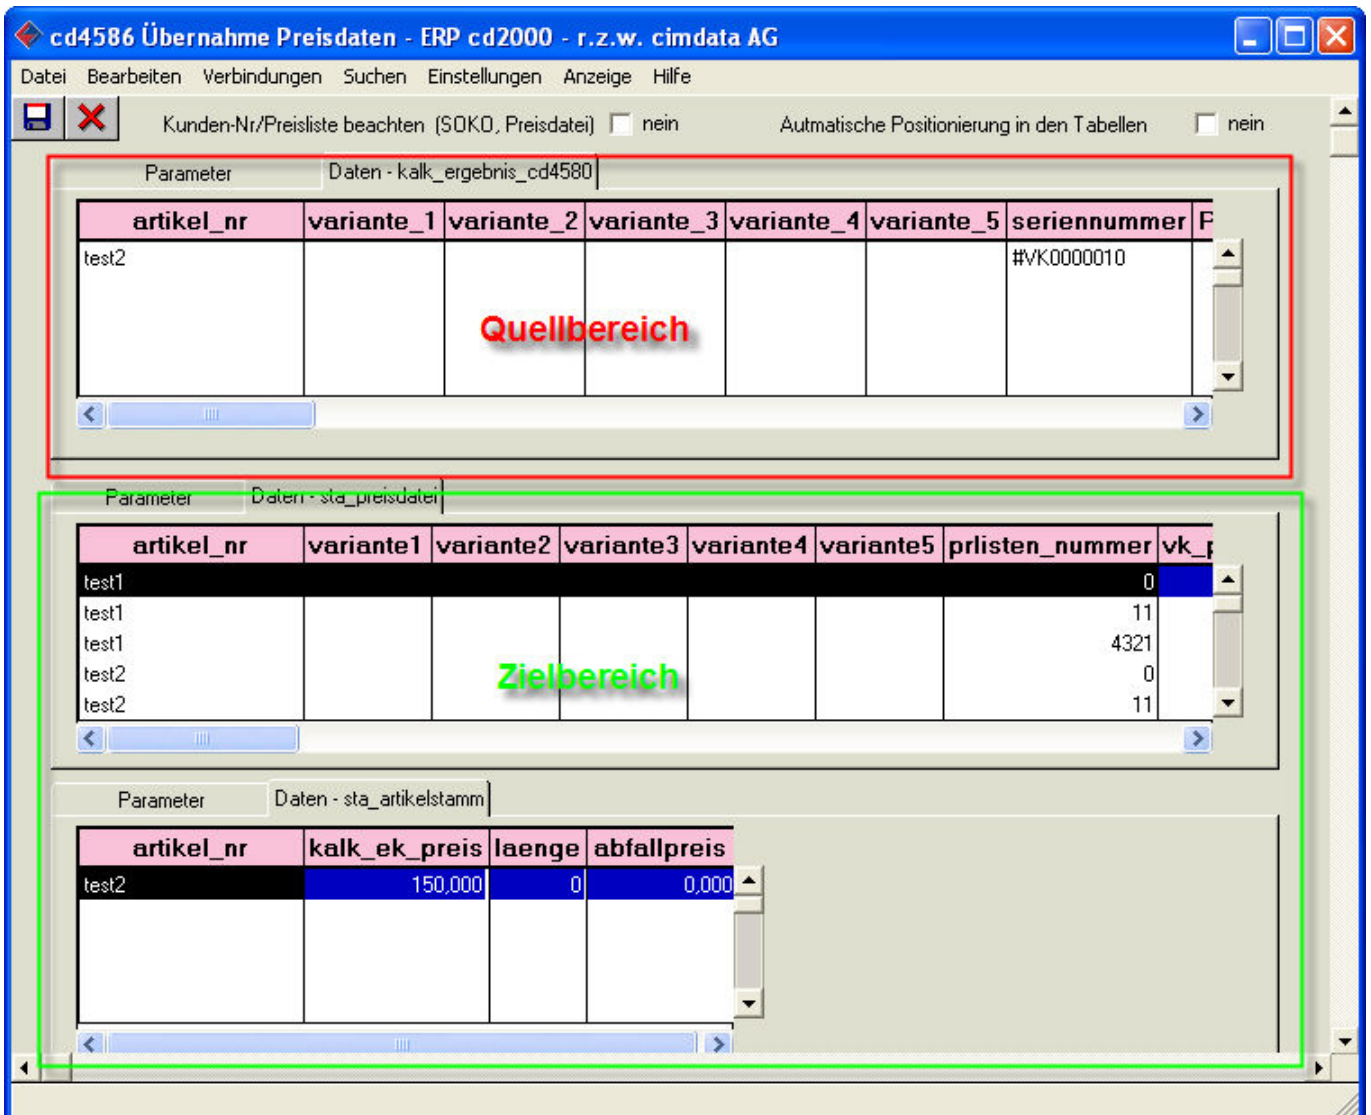 cd4586 Übernahme Preisdaten - ERP cd2000 - r.z.w. cimdata AG
Datei Bearbeiten Verbindungen Suchen Einstellungen Anzeige Hilfe
Kunden-Nr/Preisliste beachten (SOKO, Preisdatei) nein Autmatische Positionierung in den Tabellen nein
Parameter Daten - kalk_ergebnis_cd4580
artikel_nr variante_1 variante_2 variante_3 variante_4 variante_5 seriennummer P
test2 #VK0000010
Quellbereich
Parameter Daten - sta_preisdatei
artikel_nr variante1 variante2 variante3 variante4 variante5 prlisten_nummer vk_p
test1 0
test1 11
test1 4321
test2 0
Zielbereich
test2 11
Parameter Daten - sta_artikelstamm
artikel_nr kalk_ek_preis laenge abfallpreis
test2 150,000 0 0,000